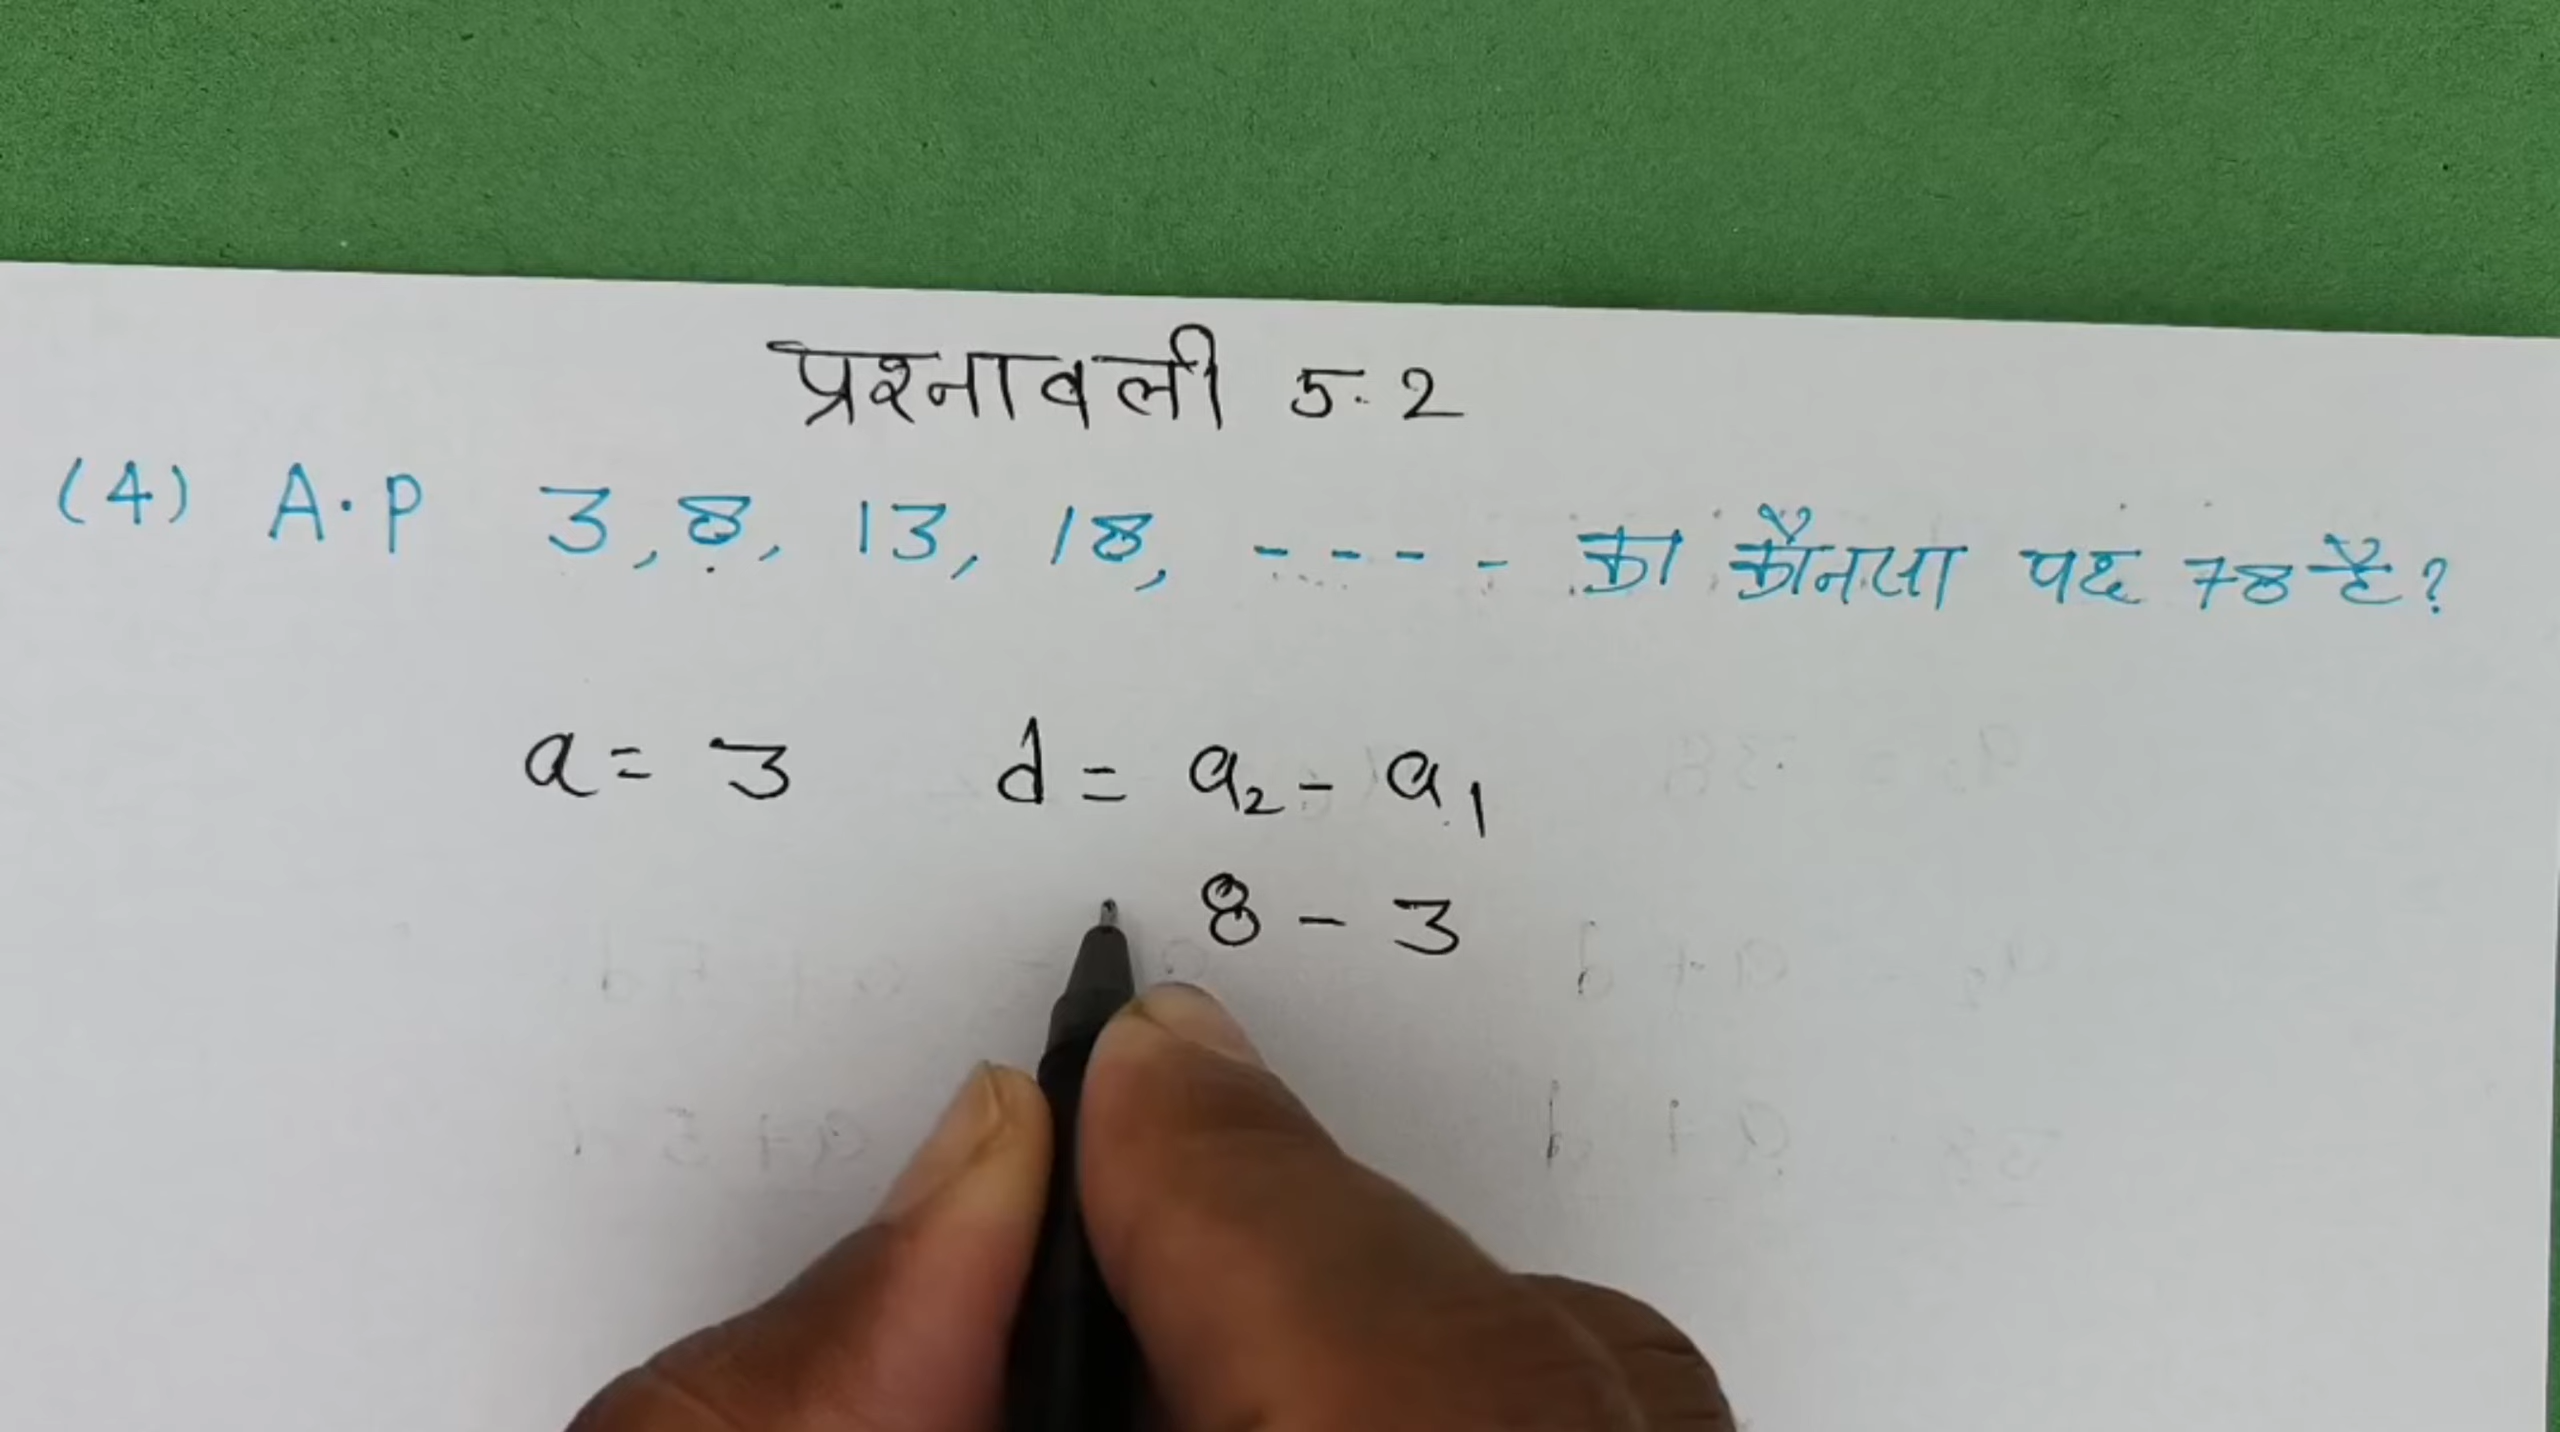 प्रश्नावली 5.2
(4) A.P 3, 8, 13, 18, ---- का कौनसा पद 78 है?
a = 3 d = a₂ - a₁
8 - 3